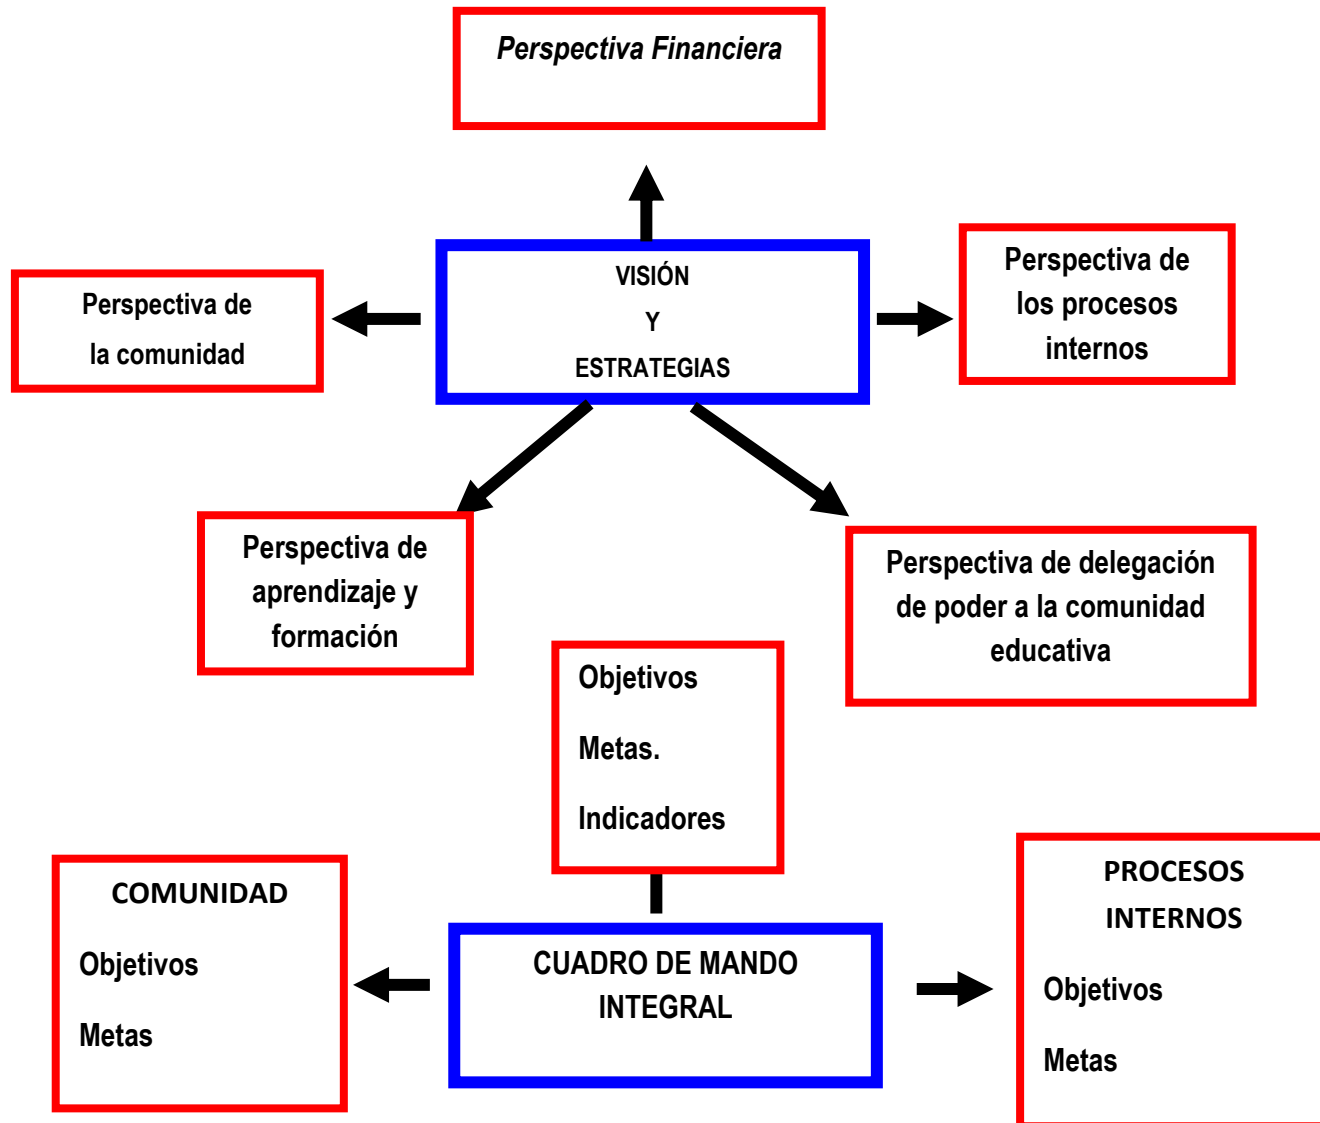 Perspectiva Financiera
VISIÓN
Y
ESTRATEGIAS
Perspectiva de
la comunidad
Perspectiva de
los procesos
internos
Perspectiva de
aprendizaje y
formación
Perspectiva de delegación
de poder a la comunidad
educativa
Objetivos
Metas.
Indicadores
COMUNIDAD
Objetivos
Metas
CUADRO DE MANDO
INTEGRAL
PROCESOS
INTERNOS
Objetivos
Metas